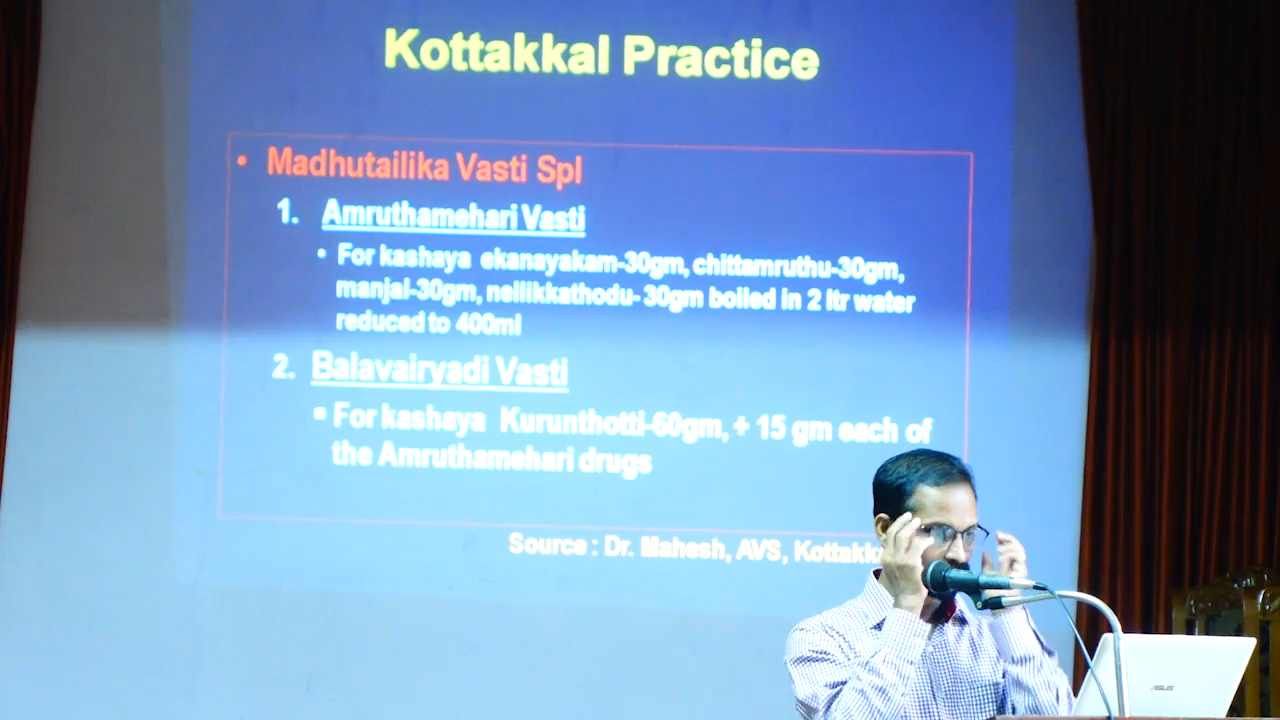 Kottakkal Practice
• Madhutailika Vasti Spl
1. Amruthamehari Vasti
• For kashaya ekanayakam-30gm, chittamruthu-30gm,
manjal-30gm, nellikkathodu- 30gm boiled in 2 ltr water
reduced to 400ml
2. Balavairyadi Vasti
▪ For kashaya Kurunthotti-60gm, + 15 gm each of
the Amruthamehari drugs
Source : Dr. Mahesh, AVS,
ASUS